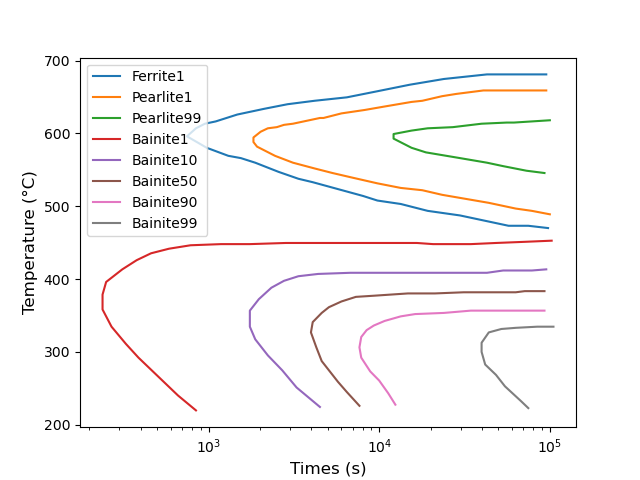 700
600
500
400
300
200
Temperature (°C)
Ferrite1
Pearlite1
Pearlite99
Bainite1
Bainite10
Bainite50
Bainite90
Bainite99
10³
10⁴
10⁵
Times (s)